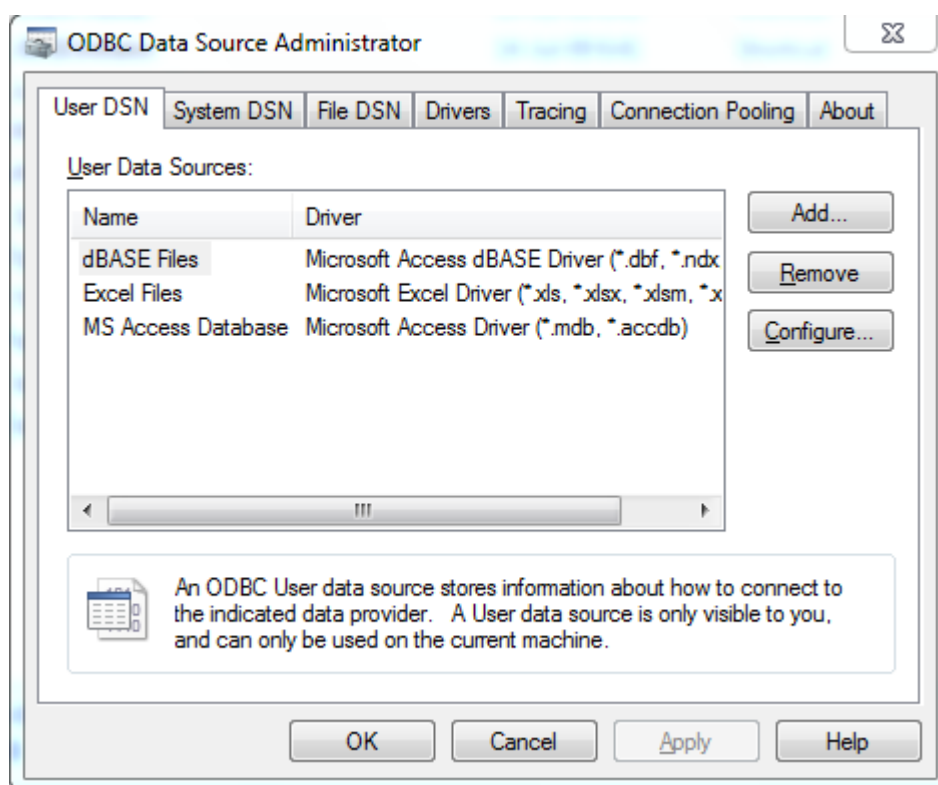 ODBC Data Source Administrator
User DSN System DSN File DSN Drivers Tracing Connection Pooling About
User Data Sources:
Name Driver
dBASE Files Microsoft Access dBASE Driver (*.dbf, *.ndx
Excel Files Microsoft Excel Driver (*.xls, *.xlsx, *.xlsm, *.x
MS Access Database Microsoft Access Driver (*.mdb, *.accdb)
Add...
Remove
Configure...
An ODBC User data source stores information about how to connect to
the indicated data provider. A User data source is only visible to you,
and can only be used on the current machine.
OK Cancel Apply Help